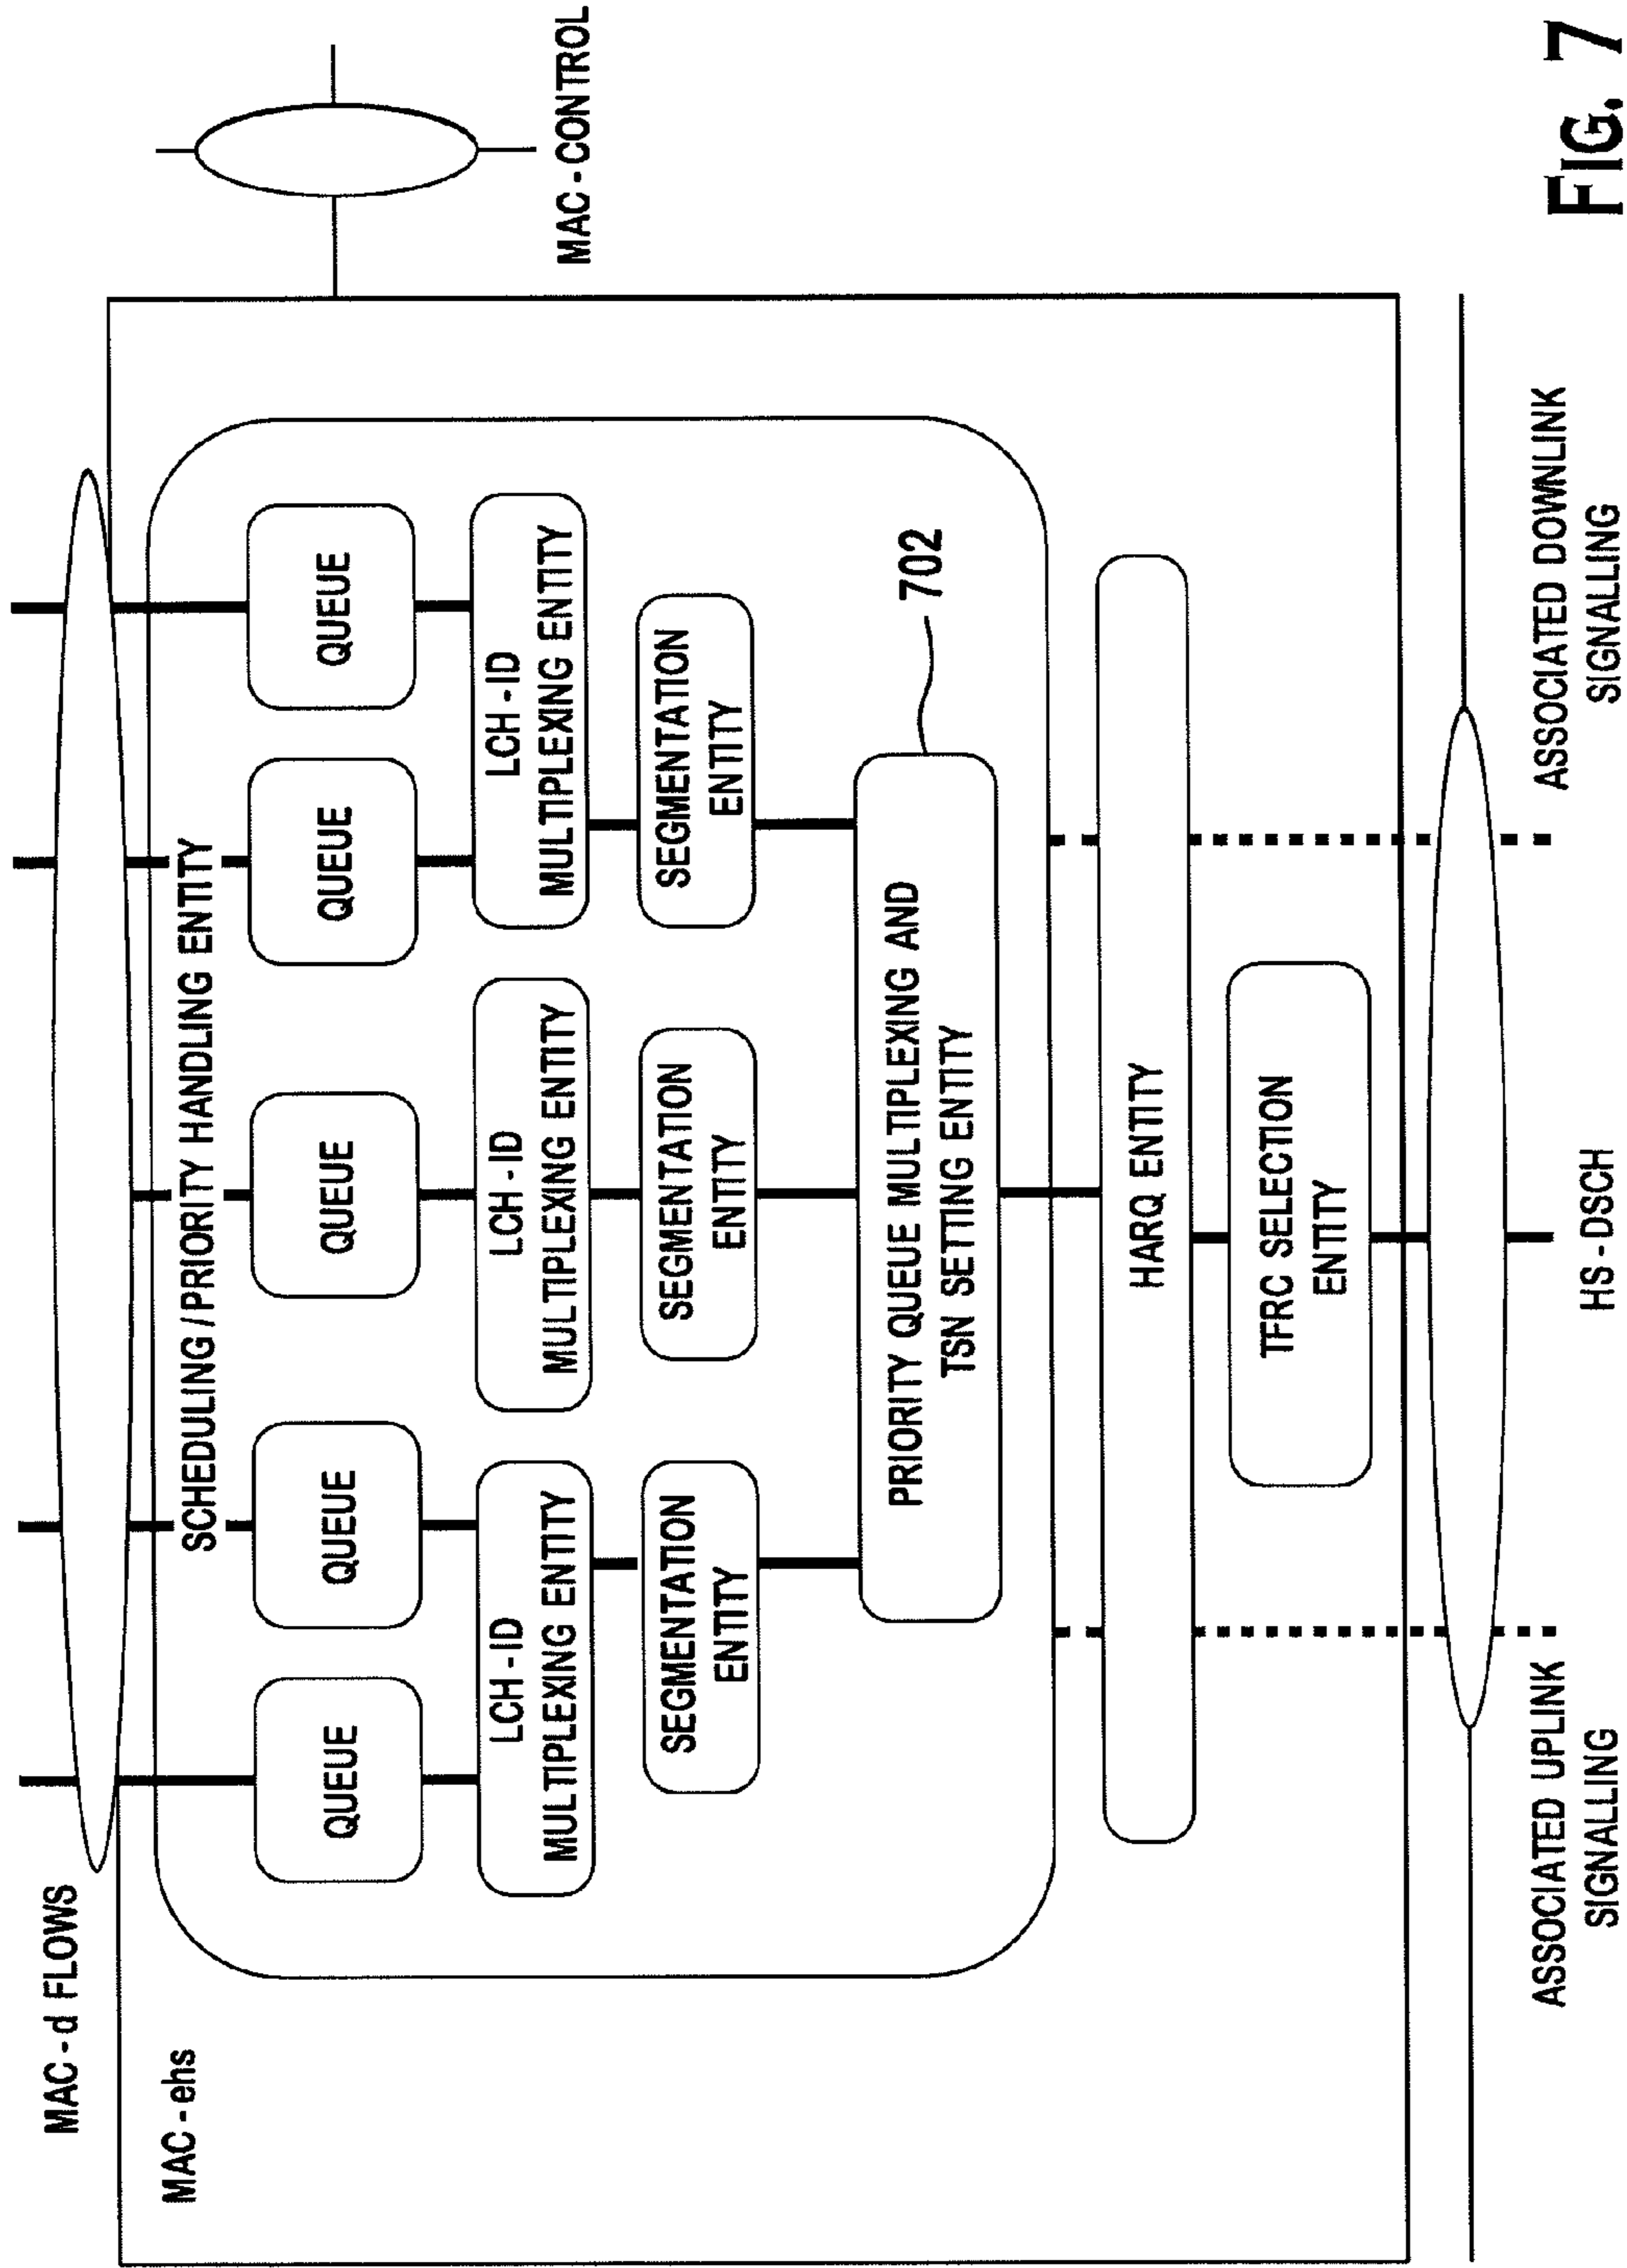 MAC-d FLOWS
MAC-ehs
SCHEDULING/PRIORITY HANDLING ENTITY
MAC-CONTROL
QUEUE
QUEUE
QUEUE
QUEUE
QUEUE
LCH-ID
MULTIPLEXING ENTITY
LCH-ID
MULTIPLEXING ENTITY
LCH-ID
MULTIPLEXING ENTITY
SEGMENTATION
ENTITY
SEGMENTATION
ENTITY
SEGMENTATION
ENTITY
PRIORITY QUEUE MULTIPLEXING AND
TSN SETTING ENTITY
702
HARQ ENTITY
TFRC SELECTION
ENTITY
ASSOCIATED UPLINK
SIGNALLING
HS-DSCH
ASSOCIATED DOWNLINK
SIGNALLING
FIG. 7